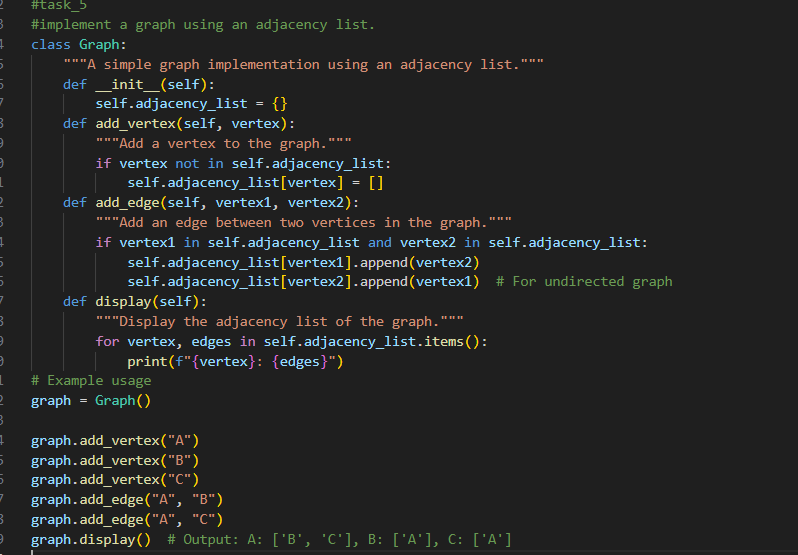 #task_5
#implement a graph using an adjacency list.
class Graph:
    """A simple graph implementation using an adjacency list."""
    def __init__(self):
        self.adjacency_list = {}
    def add_vertex(self, vertex):
        """Add a vertex to the graph."""
        if vertex not in self.adjacency_list:
            self.adjacency_list[vertex] = []
    def add_edge(self, vertex1, vertex2):
        """Add an edge between two vertices in the graph."""
        if vertex1 in self.adjacency_list and vertex2 in self.adjacency_list:
            self.adjacency_list[vertex1].append(vertex2)
            self.adjacency_list[vertex2].append(vertex1)  # For undirected graph
    def display(self):
        """Display the adjacency list of the graph."""
        for vertex, edges in self.adjacency_list.items():
            print(f"{vertex}: {edges}")
# Example usage
graph = Graph()

graph.add_vertex("A")
graph.add_vertex("B")
graph.add_vertex("C")
graph.add_edge("A", "B")
graph.add_edge("A", "C")
graph.display()  # Output: A: ['B', 'C'], B: ['A'], C: ['A']